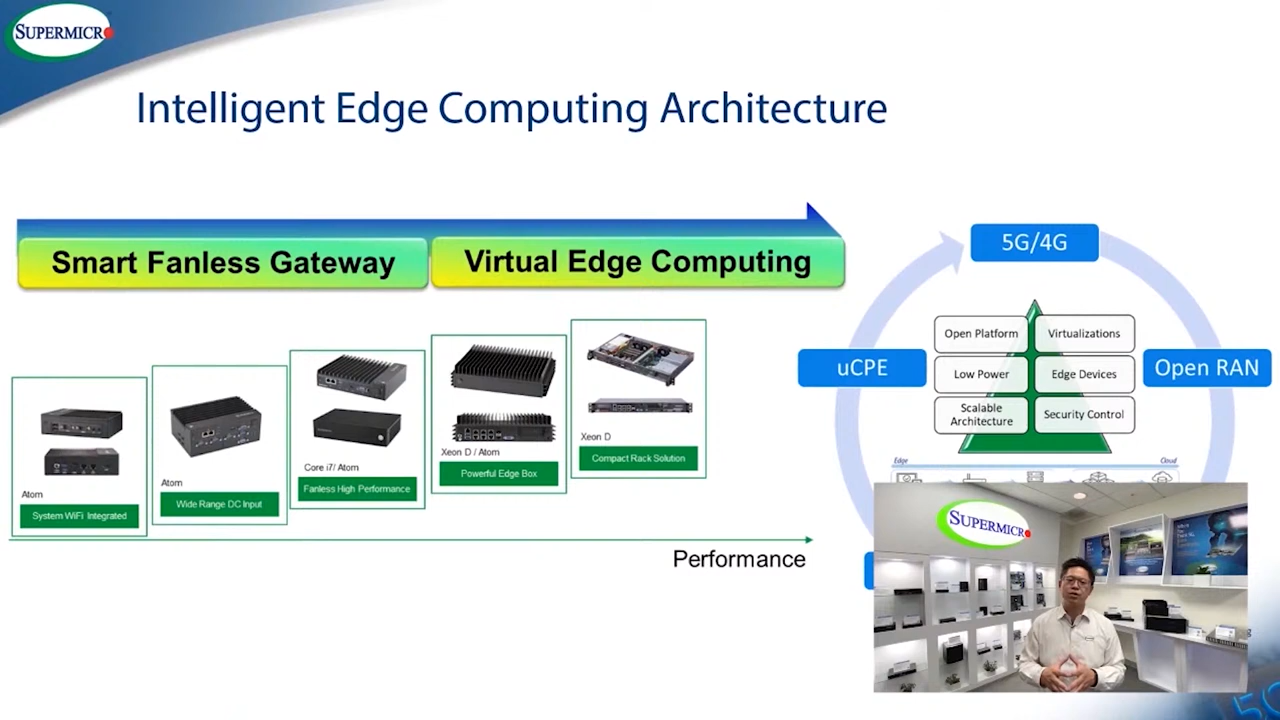 SUPERMICR
Intelligent Edge Computing Architecture
Smart Fanless Gateway
Virtual Edge Computing
Atom
System WiFi Integrated
Atom
Wide Range DC Input
Core i7/ Atom
Fanless High Performance
Xeon D / Atom
Powerful Edge Box
Xeon D
Compact Rack Solution
Performance
5G/4G
uCPE
Open RAN
Open Platform
Virtualizations
Low Power
Edge Devices
Scalable
Architecture
Security Control
Edge
Cloud
SUPERMICR
5G